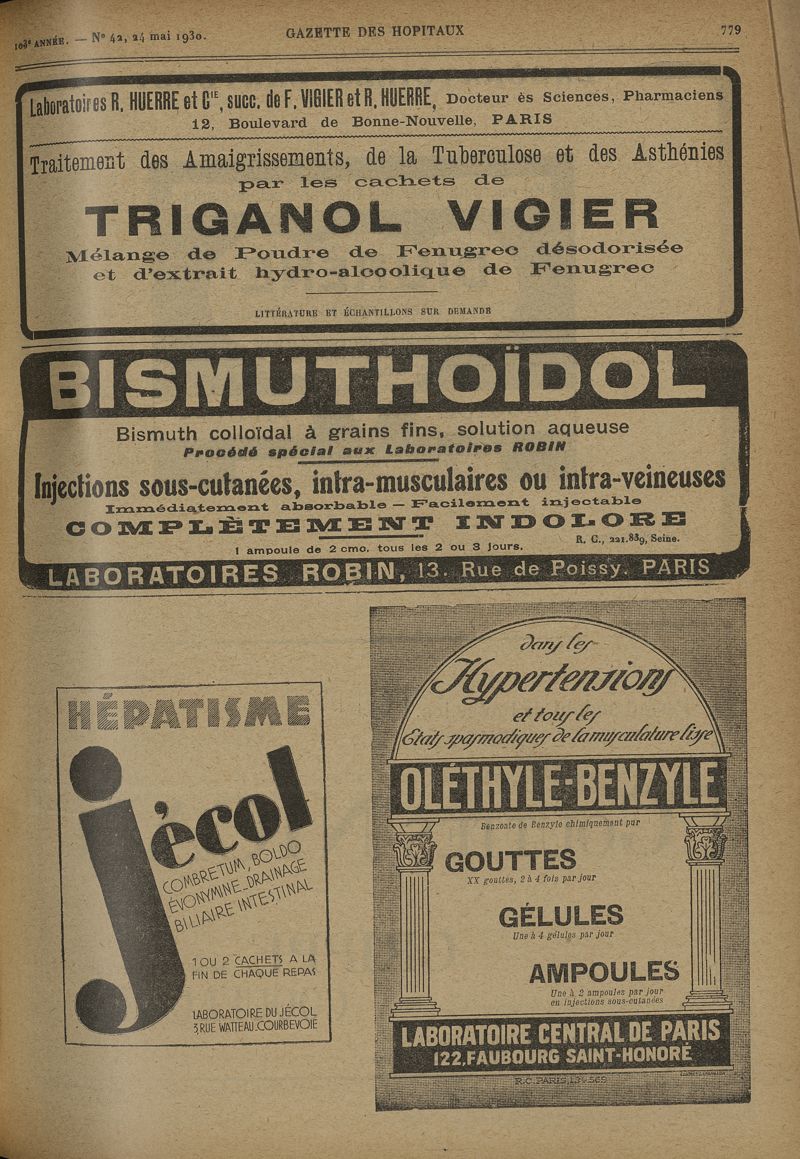 103e ANNÉE. — N° 42, 24 mai 1930.
GAZETTE DES HOPITAUX
779
Laboratoires R. HUERRE et Cie, succ. de F. VIGIER et R. HUERRE, Docteur ès Sciences, Pharmaciens
12, Boulevard de Bonne-Nouvelle, PARIS
Traitement des Amaigrissements, de la Tuberculose et des Asthénies
par les cachets de
TRIGANOL VIGIER
Mélange de Poudre de Fenugrec désodorisée
et d'extrait hydro-alcoolique de Fenugrec
LITTÉRATURE ET ÉCHANTILLONS SUR DEMANDE
BISMUTHOÏDOL
Bismuth colloïdal à grains fins, solution aqueuse
Procédé spécial aux Laboratoires ROBIN
Injections sous-cutanées, intra-musculaires ou intra-veineuses
Immédiatement absorbable — Facilement injectable
COMPLÈTEMENT INDOLORE
R. C., 221.839, Seine.
1 ampoule de 2 cmc. tous les 2 ou 3 jours.
LABORATOIRES ROBIN, 13. Rue de Poissy. PARIS
HÉPATISME
jécol
COMBRETUM, BOLDO
ÉVONYMINE_DRAINAGE
BILIAIRE INTESTINAL
1 OU 2 CACHETS A LA
FIN DE CHAQUE REPAS
LABORATOIRE DU JÉCOL
3, RUE WATTEAU. COURBEVOIE
dans les
Hypertensions
et tous les
États spasmodiques de la musculature lisse
OLÉTHYLE-BENZYLE
Benzoate de Benzyle chimiquement pur
GOUTTES
XX gouttes, 2 à 4 fois par jour
GÉLULES
Une à 4 gélules par jour
AMPOULES
Une à 2 ampoules par jour
en injections sous-cutanées
LABORATOIRE CENTRAL DE PARIS
122, FAUBOURG SAINT-HONORÉ
R.C. PARIS